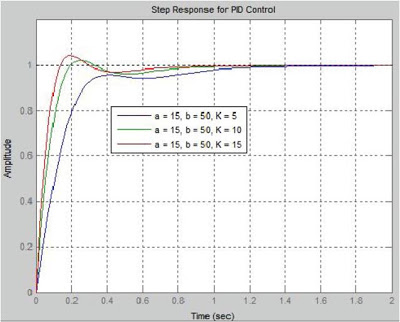 Step Response for PID Control
Amplitude
1
0.8
0.6
0.4
0.2
0
a = 15, b = 50, K = 5
a = 15, b = 50, K = 10
a = 15, b = 50, K = 15
0 0.2 0.4 0.6 0.8 1 1.2 1.4 1.6 1.8 2
Time (sec)